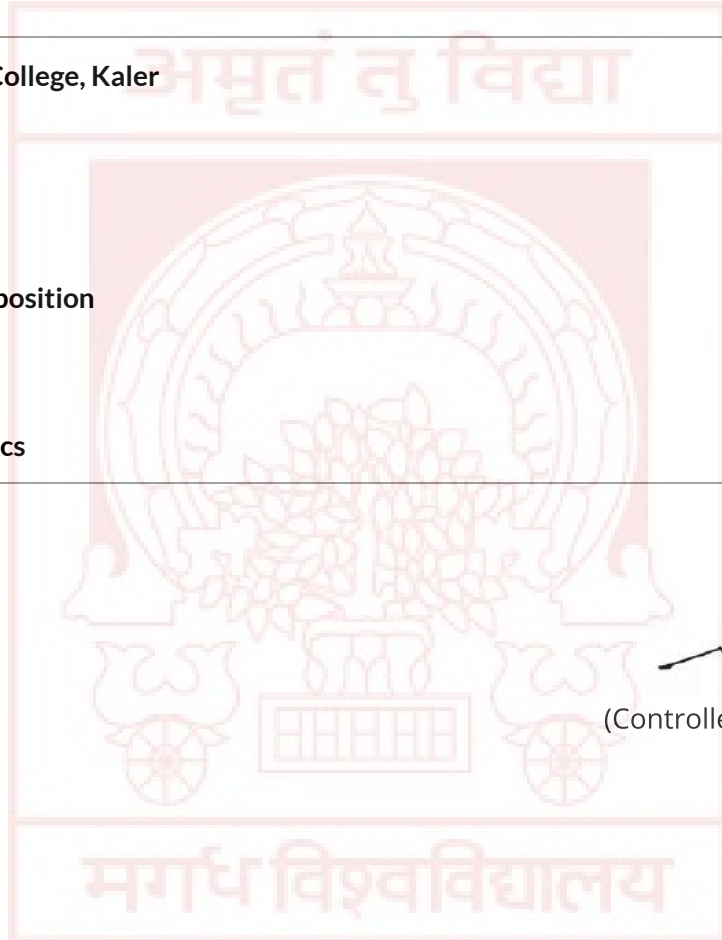 अमृतं तु विद्या
College, Kaler
position
cs
(Controlle
मगध विश्वविद्यालय